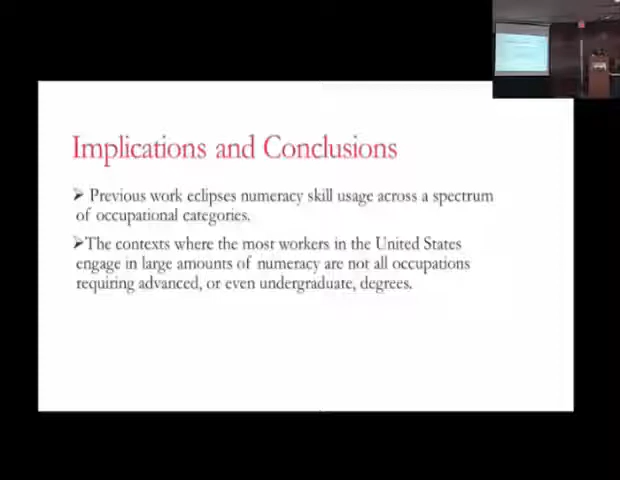 Implications and Conclusions
➢ Previous work eclipses numeracy skill usage across a spectrum
of occupational categories.
➢The contexts where the most workers in the United States
engage in large amounts of numeracy are not all occupations
requiring advanced, or even undergraduate, degrees.